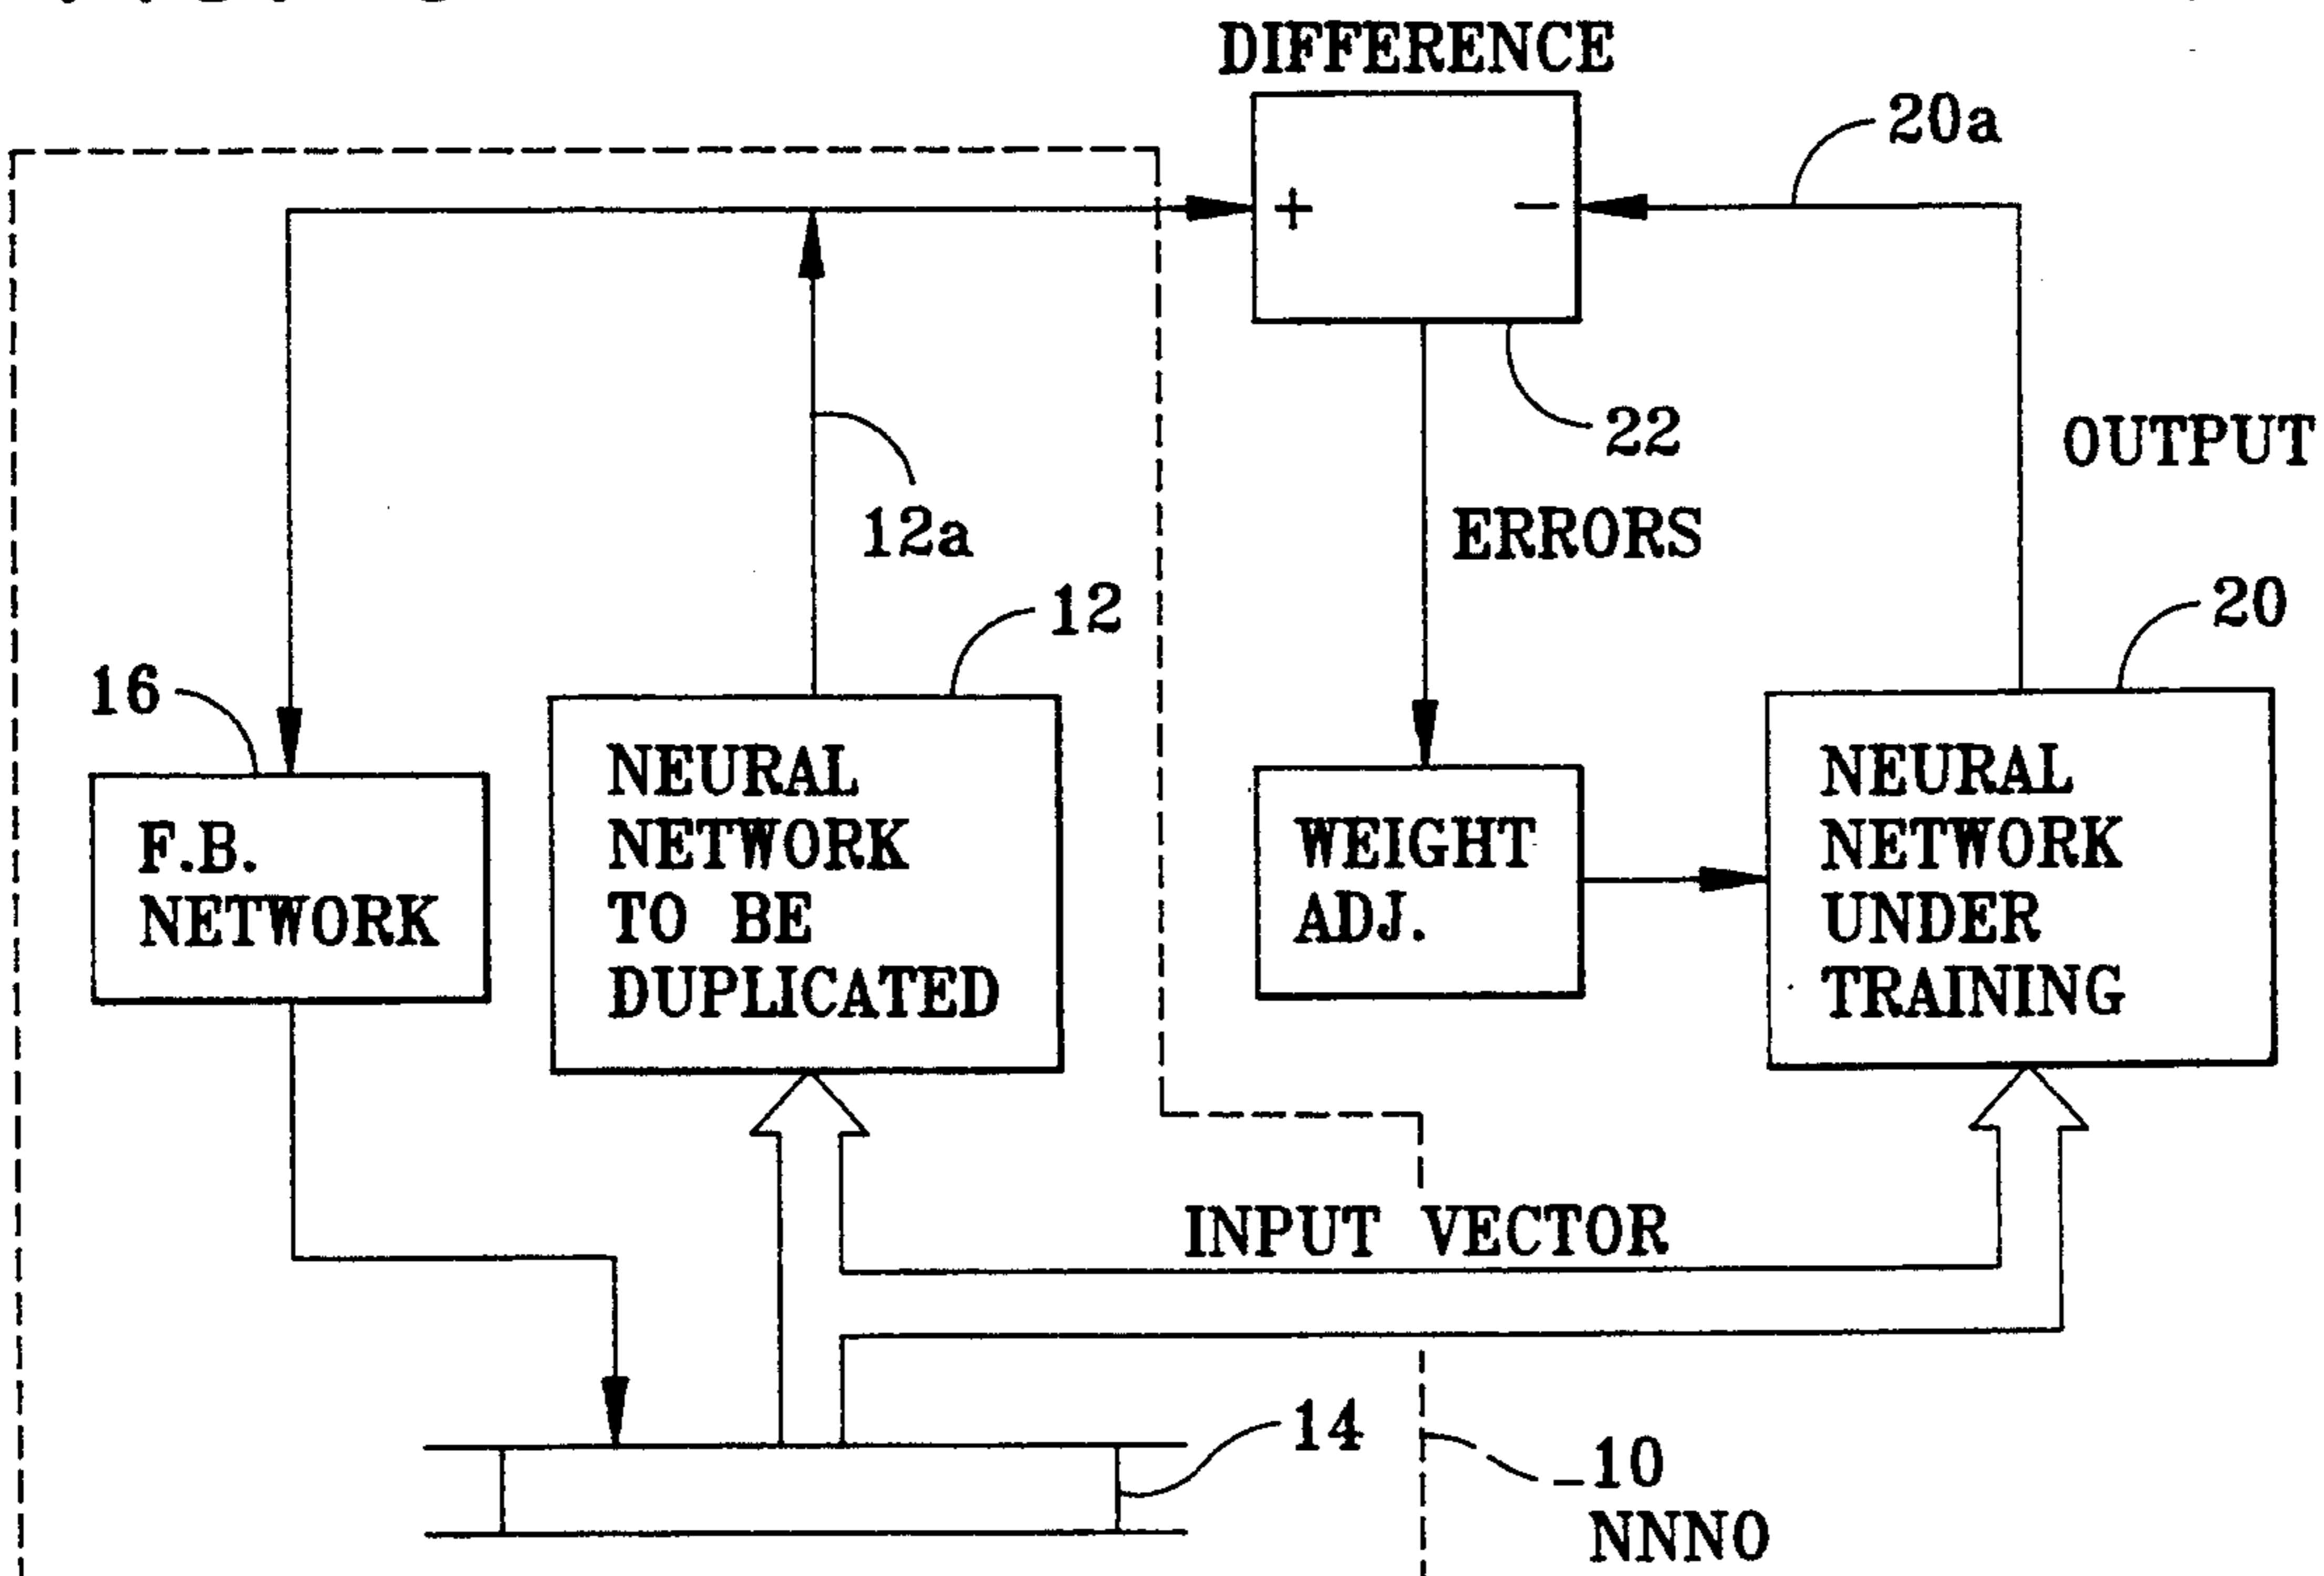 DIFFERENCE
20a
+ −
22
OUTPUT
12a
ERRORS
12
20
16
NEURAL
NETWORK
TO BE
DUPLICATED
F.B.
NETWORK
WEIGHT
ADJ.
NEURAL
NETWORK
UNDER
TRAINING
INPUT VECTOR
14
10
NNNO